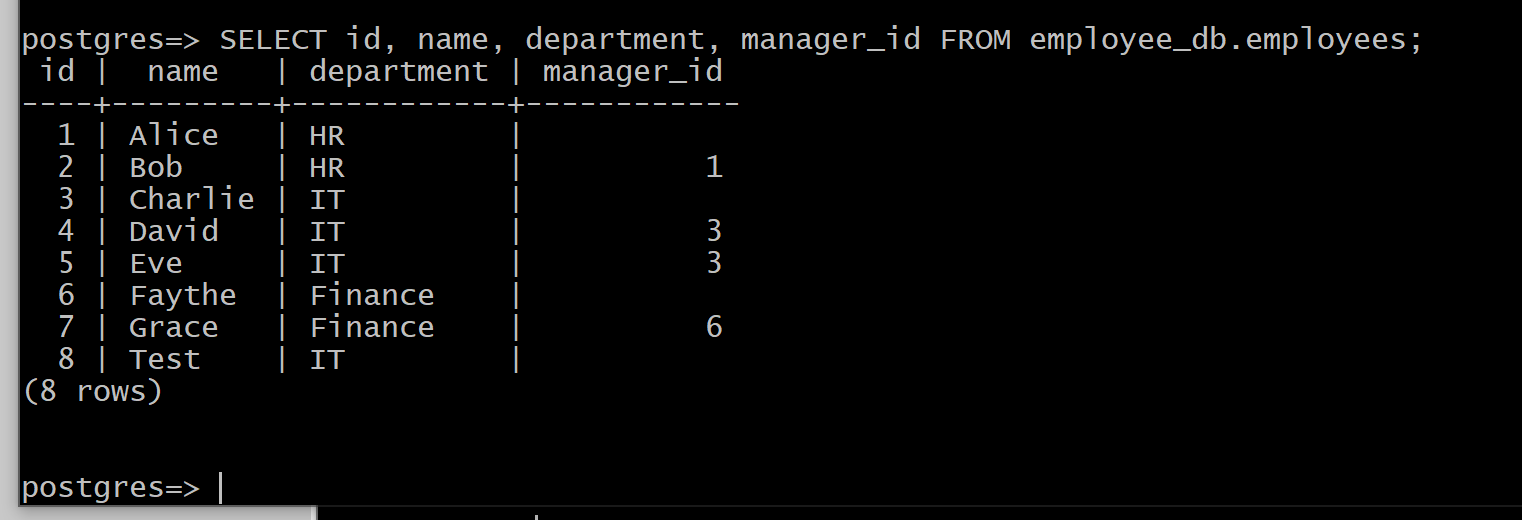 postgres=> SELECT id, name, department, manager_id FROM employee_db.employees;
 id |  name   | department | manager_id
----+---------+------------+------------
  1 | Alice   | HR         |
  2 | Bob     | HR         |          1
  3 | Charlie | IT         |
  4 | David   | IT         |          3
  5 | Eve     | IT         |          3
  6 | Faythe  | Finance    |
  7 | Grace   | Finance    |          6
  8 | Test    | IT         |
(8 rows)
postgres=>